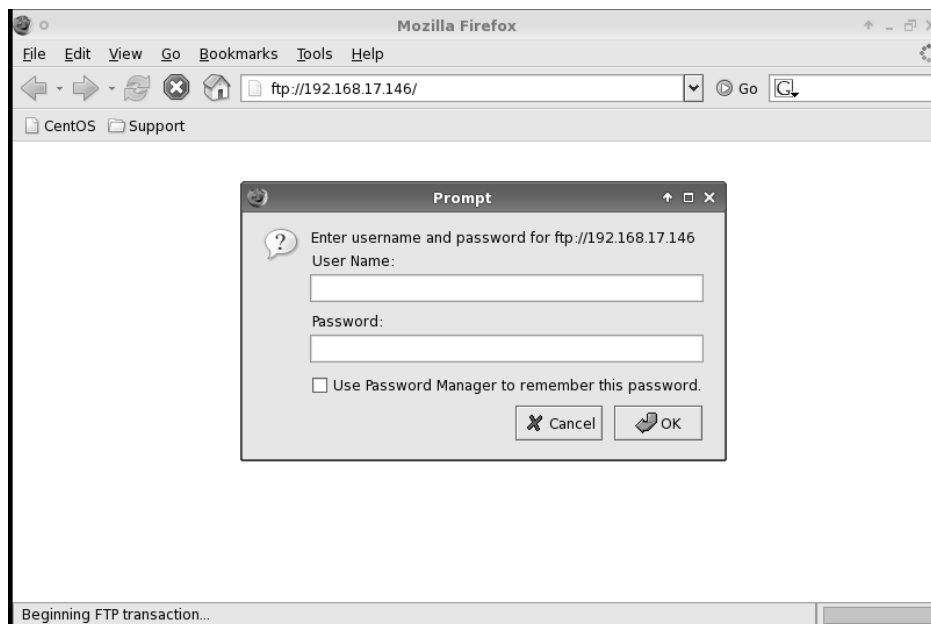 Mozilla Firefox
File Edit View Go Bookmarks Tools Help
ftp://192.168.17.146/ Go G
CentOS Support
Prompt
Enter username and password for ftp://192.168.17.146
User Name:
Password:
Use Password Manager to remember this password.
Cancel OK
Beginning FTP transaction...